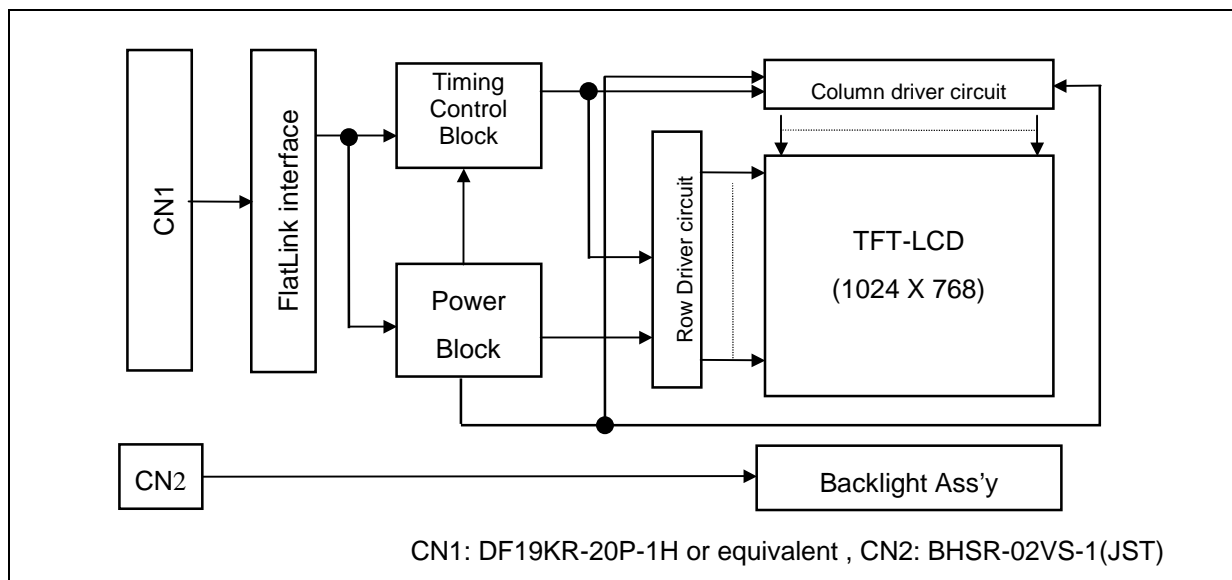 CN1
FlatLink interface
Timing
Control
Block
Power
Block
Row Driver circuit
Column driver circuit
TFT-LCD
(1024 X 768)
CN2
Backlight Ass'y
CN1: DF19KR-20P-1H or equivalent , CN2: BHSR-02VS-1(JST)